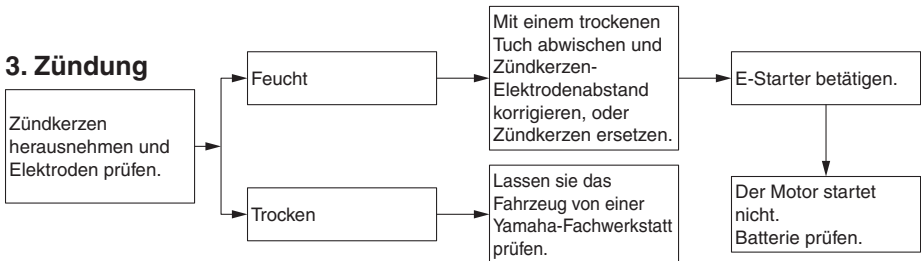 3. Zündung
Zündkerzen
herausnehmen und
Elektroden prüfen.
Feucht
Mit einem trockenen
Tuch abwischen und
Zündkerzen-
Elektrodenabstand
korrigieren, oder
Zündkerzen ersetzen.
E-Starter betätigen.
Der Motor startet
nicht.
Batterie prüfen.
Trocken
Lassen sie das
Fahrzeug von einer
Yamaha-Fachwerkstatt
prüfen.